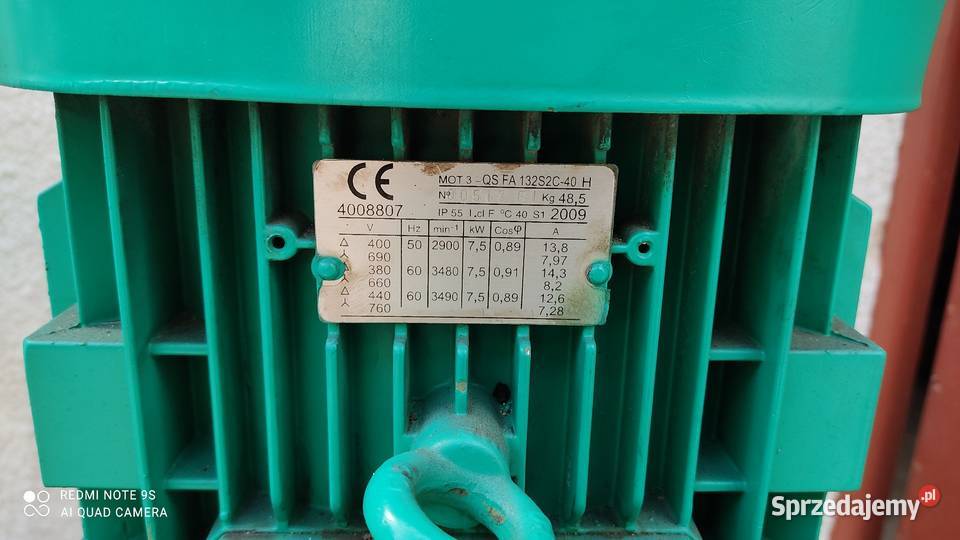 CE
MOT 3 ~ QS FA 132S2C-40 H
Nº Kg 48,5
4008807 IP 55 I.cl F °C 40 S1 2009
V Hz min⁻¹ kW Cosφ A
Δ 400 50 2900 7,5 0,89 13,8
⅄ 690 7,97
Δ 380 60 3480 7,5 0,91 14,3
⅄ 660 8,2
Δ 440 60 3490 7,5 0,89 12,6
⅄ 760 7,28
REDMI NOTE 9S
AI QUAD CAMERA
Sprzedajemy.pl